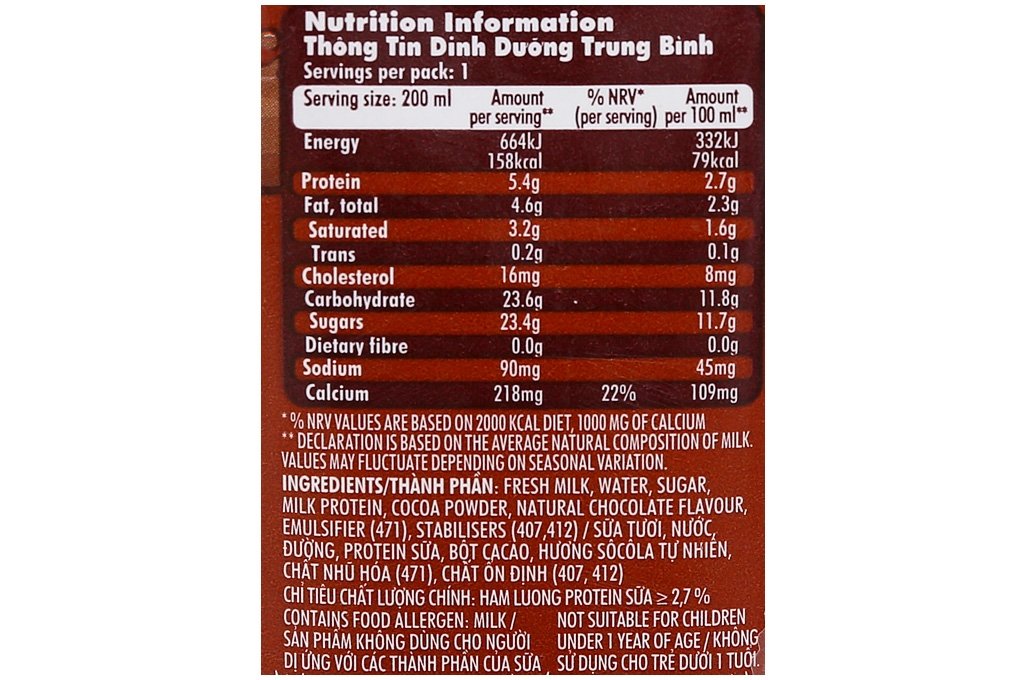 Nutrition Information
Thông Tin Dinh Dưỡng Trung Bình
Servings per pack: 1
Serving size: 200 ml Amount per serving** % NRV* (per serving) Amount per 100 ml**
Energy 664kJ 332kJ
158kcal 79kcal
Protein 5.4g 2.7g
Fat, total 4.6g 2.3g
Saturated 3.2g 1.6g
Trans 0.2g 0.1g
Cholesterol 16mg 8mg
Carbohydrate 23.6g 11.8g
Sugars 23.4g 11.7g
Dietary fibre 0.0g 0.0g
Sodium 90mg 45mg
Calcium 218mg 22% 109mg
* % NRV VALUES ARE BASED ON 2000 KCAL DIET, 1000 MG OF CALCIUM
** DECLARATION IS BASED ON THE AVERAGE NATURAL COMPOSITION OF MILK.
VALUES MAY FLUCTUATE DEPENDING ON SEASONAL VARIATION.
INGREDIENTS/THÀNH PHẦN: FRESH MILK, WATER, SUGAR,
MILK PROTEIN, COCOA POWDER, NATURAL CHOCOLATE FLAVOUR,
EMULSIFIER (471), STABILISERS (407,412) / SỮA TƯƠI, NƯỚC,
ĐƯỜNG, PROTEIN SỮA, BỘT CACAO, HƯƠNG SÔCÔLA TỰ NHIÊN,
CHẤT NHŨ HÓA (471), CHẤT ỔN ĐỊNH (407, 412)
CHỈ TIÊU CHẤT LƯỢNG CHÍNH: HAM LUONG PROTEIN SỮA ≥ 2,7 %
CONTAINS FOOD ALLERGEN: MILK /
SẢN PHẨM KHÔNG DÙNG CHO NGƯỜI
DỊ ỨNG VỚI CÁC THÀNH PHẦN CỦA SỮA
NOT SUITABLE FOR CHILDREN
UNDER 1 YEAR OF AGE / KHÔNG
SỬ DỤNG CHO TRẺ DƯỚI 1 TUỔI.